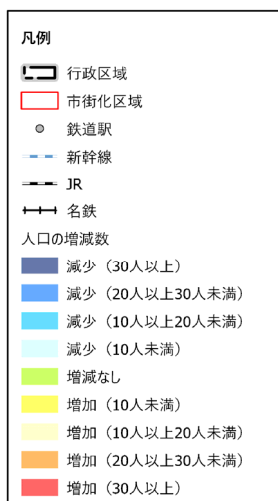 凡例
行政区域
市街化区域
鉄道駅
新幹線
JR
名鉄
人口の増減数
減少（30人以上）
減少（20人以上30人未満）
減少（10人以上20人未満）
減少（10人未満）
増減なし
増加（10人未満）
増加（10人以上20人未満）
増加（20人以上30人未満）
増加（30人以上）